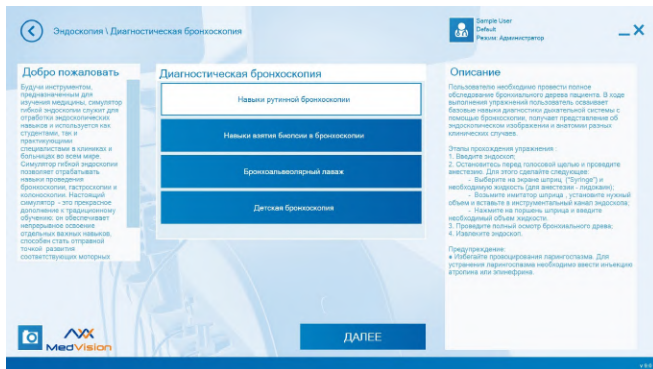 Эндоскопия \ Диагностическая бронхоскопия
Sample User
Default
Режим: Администратор
Добро пожаловать
Будучи инструментом,
предназначенным для
изучения медицины, симулятор
гибкой эндоскопии служит для
отработки эндоскопических
навыков и используется как
студентами, так и
практикующими
специалистами в клиниках и
больницах во всем мире.
Симулятор гибкой эндоскопии
позволяет отрабатывать
навыки проведения
бронхоскопии, гастроскопии и
колоноскопии. Настоящий
симулятор - это прекрасное
дополнение к традиционному
обучению: он обеспечивает
непрерывное освоение
отдельных важных навыков,
способен стать отправной
точкой развития
соответствующих моторных
Диагностическая бронхоскопия
Навыки рутинной бронхоскопии
Навыки взятия биопсии в бронхоскопии
Бронхоальвеолярный лаваж
Детская бронхоскопия
Описание
Пользователю необходимо провести полное
обследование бронхиального дерева пациента. В ходе
выполнения упражнений пользователь осваивает
базовые навыки диагностики дыхательной системы с
помощью бронхоскопии, получает представления об
эндоскопическом изображении и анатомии разных
клинических случаев.
Этапы прохождения упражнения :
1. Введите эндоскоп;
2. Остановитесь перед голосовой щелью и проведите
анестезию. Для этого сделайте следующее:
- Выберите на экране шприц ("Syringe") и
необходимую жидкость (для анестезии - лидокаин);
- Возьмите имитатор шприца , установите нужный
объем и вставьте в инструментальный канал эндоскопа;
- Нажмите на поршень шприца и введите
необходимый объем жидкости.
3. Проведите полный осмотр бронхиального древа;
4. Извлеките эндоскоп.
Предупреждение:
● Избегайте провоцирования ларингоспазма. Для
устранения ларингоспазма необходимо ввести инъекцию
атропина или эпинефрина.
MedVision
ДАЛЕЕ